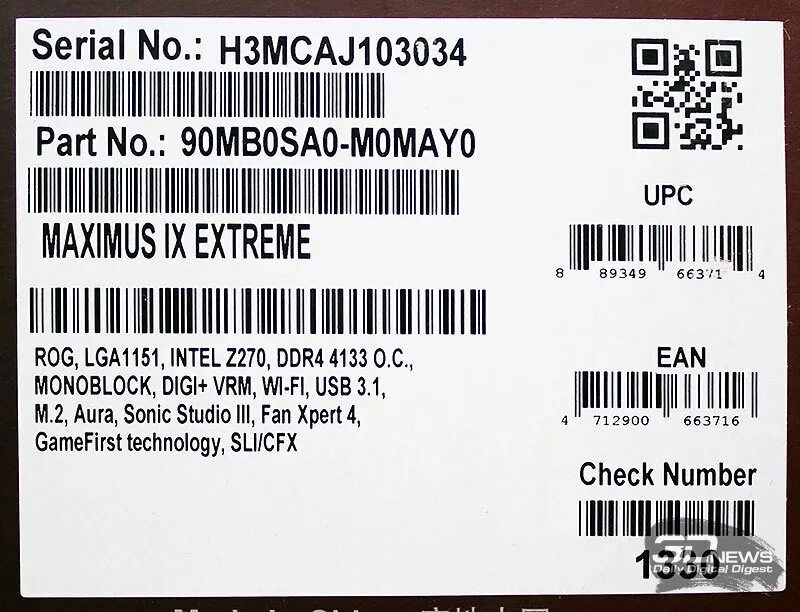 Serial No.: H3MCAJ103034
Part No.: 90MB0SA0-M0MAY0
MAXIMUS IX EXTREME
ROG, LGA1151, INTEL Z270, DDR4 4133 O.C.,
MONOBLOCK, DIGI+ VRM, WI-FI, USB 3.1,
M.2, Aura, Sonic Studio III, Fan Xpert 4,
GameFirst technology, SLI/CFX
UPC
8 89349 66371 4
EAN
4 712900 663716
Check Number
3DNEWS
Daily Digital Digest